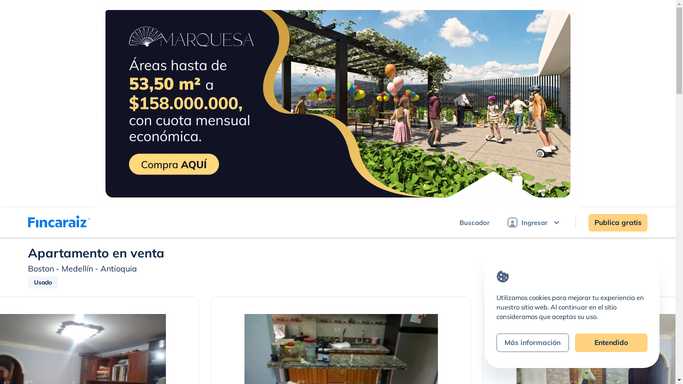 MARQUESA
Áreas hasta de
53,50 m² a
$158.000.000,
con cuota mensual
económica.
Compra AQUÍ
Fincaraíz
Buscador
Ingresar
Publica gratis
Apartamento en venta
Boston - Medellín - Antioquia
Usado
Utilizamos cookies para mejorar tu experiencia en
nuestro sitio web. Al continuar en el sitio
consideramos que aceptas su uso.
Más información
Entendido